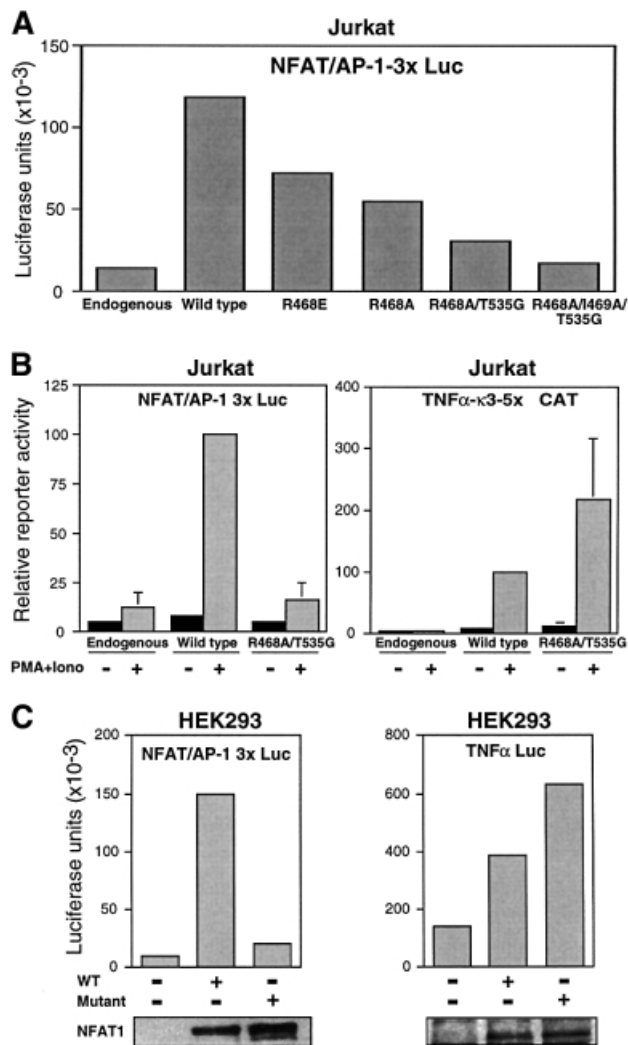 A
Jurkat
NFAT/AP-1-3x Luc
Luciferase units (x10-3)
150
100
50
0
Endogenous Wild type R468E R468A R468A/T535G R468A/I469A/
T535G
B
Jurkat
NFAT/AP-1 3x Luc
Relative reporter activity
125
100
75
50
25
0
Endogenous Wild type R468A/T535G
PMA+Iono - + - + - +
Jurkat
TNFα-κ3-5x CAT
400
300
200
100
0
Endogenous Wild type R468A/T535G
- + - + - +
C
HEK293
NFAT/AP-1 3x Luc
Luciferase units (x10-3)
200
150
100
50
0
WT - + -
Mutant - - +
NFAT1
HEK293
TNFα Luc
800
600
400
200
0
- + -
- - +